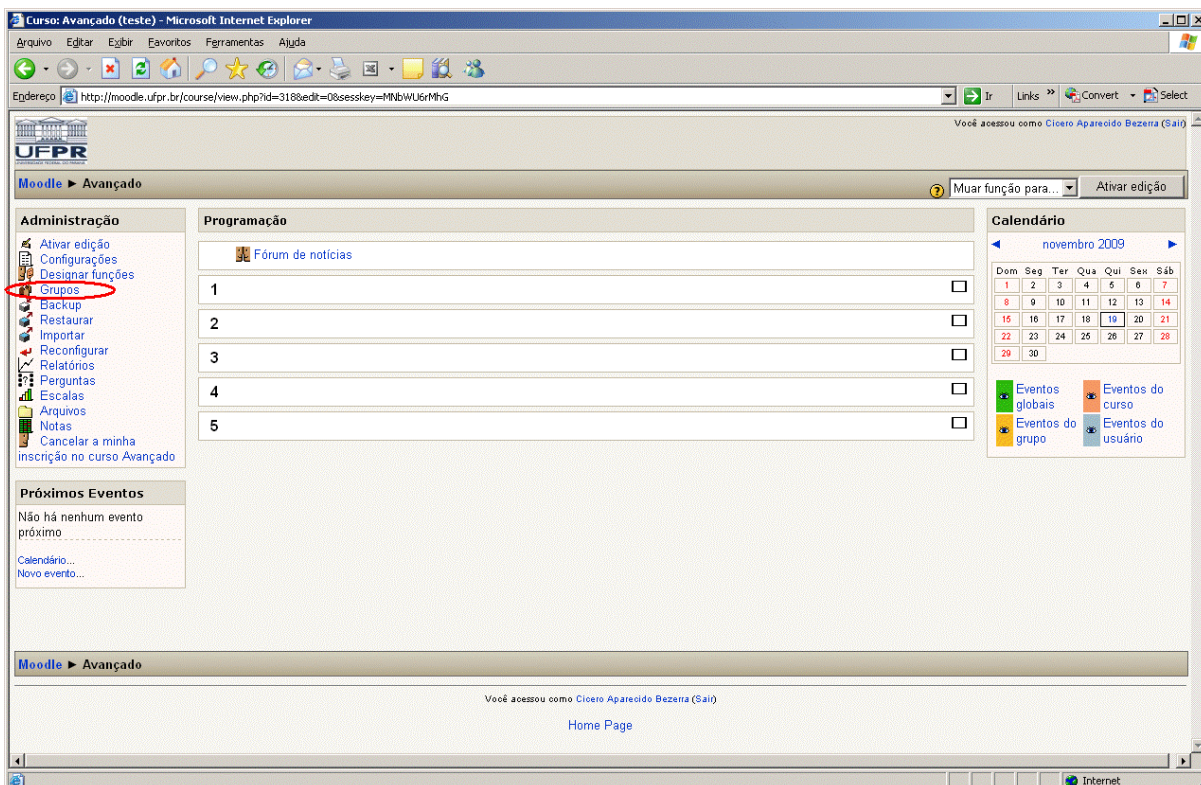 Curso: Avançado (teste) - Microsoft Internet Explorer
Arquivo Editar Exibir Favoritos Ferramentas Ajuda
Endereço http://moodle.ufpr.br/course/view.php?id=318&edit=0&sesskey=MNbWU6rMhG Ir Links » Convert Select
Você acessou como Cicero Aparecido Bezerra (Sair)
UFPR
UNIVERSIDADE FEDERAL DO PARANÁ
Moodle ► Avançado
Muar função para... Ativar edição
Administração
Ativar edição
Configurações
Designar funções
Grupos
Backup
Restaurar
Importar
Reconfigurar
Relatórios
Perguntas
Escalas
Arquivos
Notas
Cancelar a minha
inscrição no curso Avançado
Próximos Eventos
Não há nenhum evento
próximo
Calendário...
Novo evento...
Programação
Fórum de notícias
1
2
3
4
5
Calendário
◄ novembro 2009 ►
Dom Seg Ter Qua Qui Sex Sáb
1 2 3 4 5 6 7
8 9 10 11 12 13 14
15 16 17 18 19 20 21
22 23 24 25 26 27 28
29 30
Eventos globais
Eventos do curso
Eventos do grupo
Eventos do usuário
Moodle ► Avançado
Você acessou como Cicero Aparecido Bezerra (Sair)
Home Page
Internet